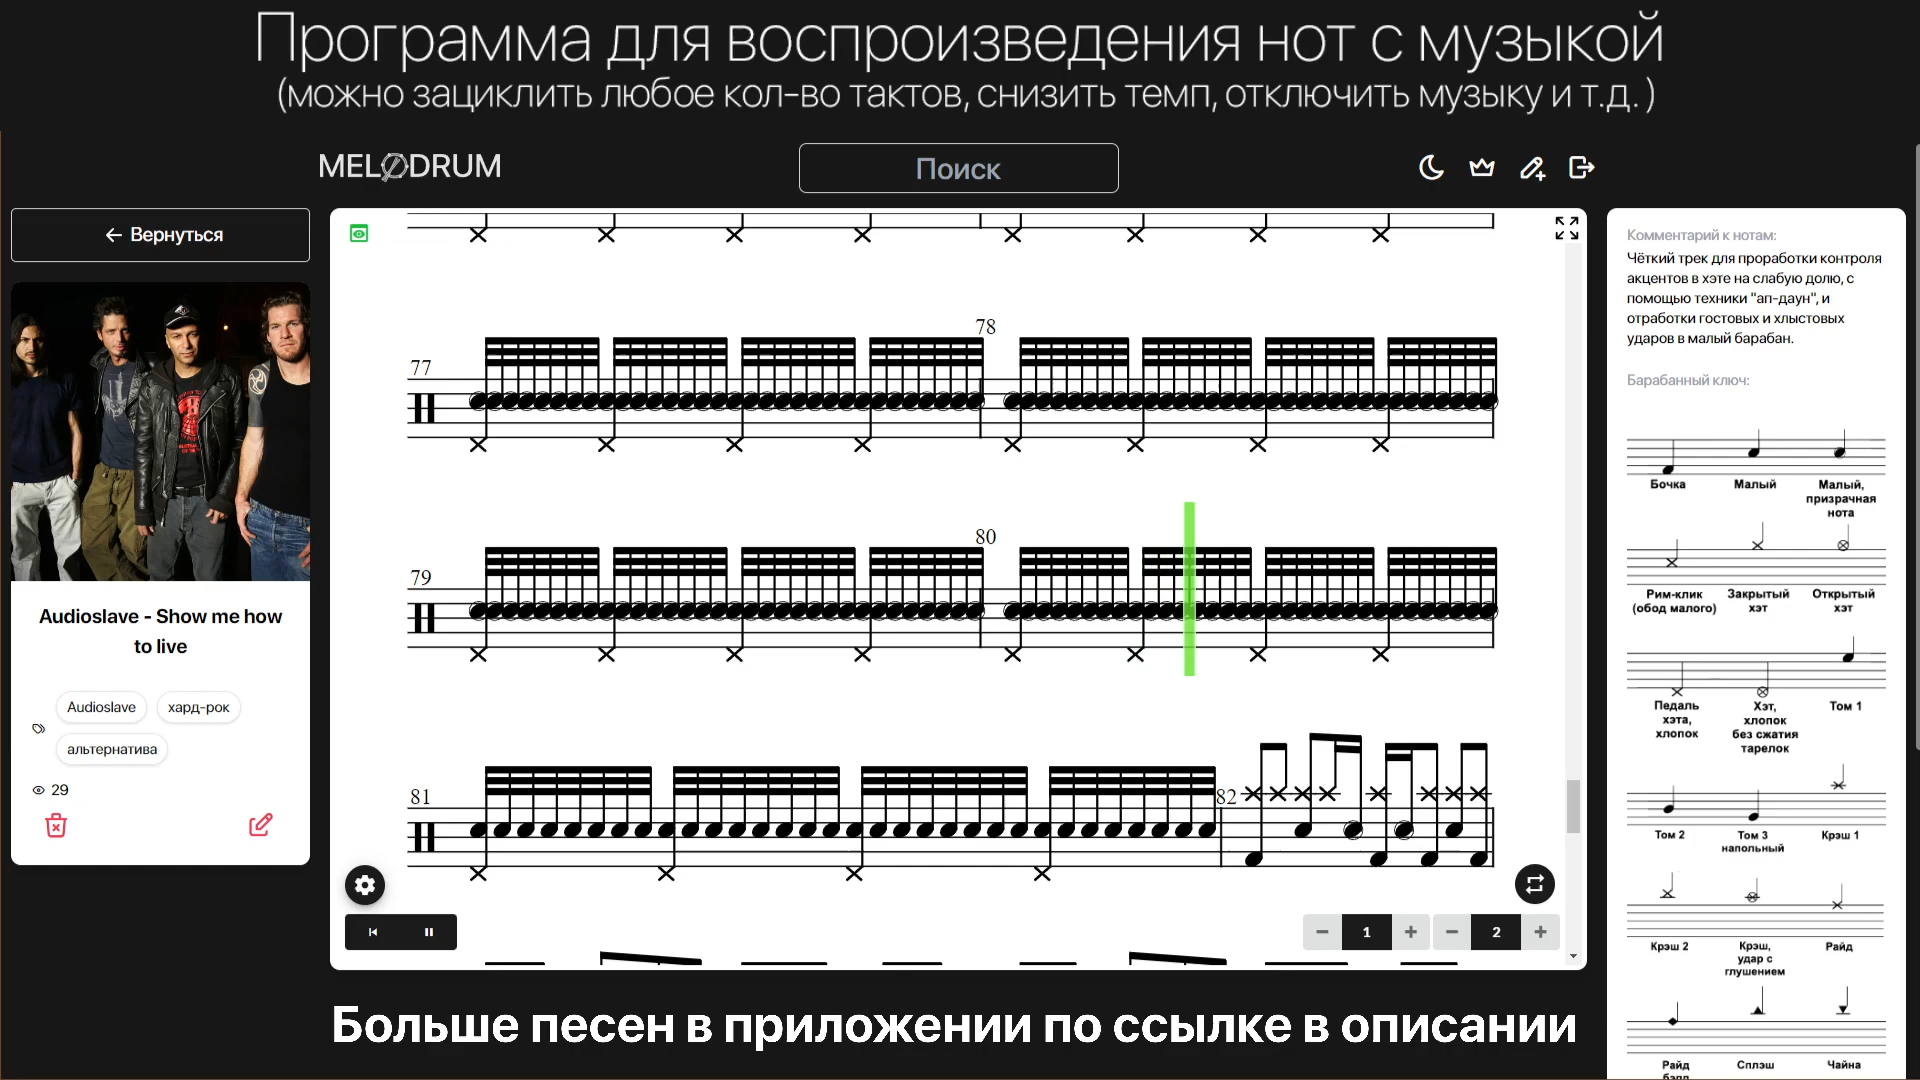 Программа для воспроизведения нот с музыкой
(можно зациклить любое кол-во тактов, снизить темп, отключить музыку и т.д. )
MELØDRUM
Поиск
Вернуться
Audioslave - Show me how
to live
Audioslave
хард-рок
альтернатива
29
77
78
79
80
81
82
1
2
Комментарий к нотам:
Чёткий трек для проработки контроля
акцентов в хэте на слабую долю, с
помощью техники "ап-даун", и
отработки гостовых и хлыстовых
ударов в малый барабан.
Барабанный ключ:
Бочка
Малый
Малый,
призрачная
нота
Рим-клик
(обод малого)
Закрытый
хэт
Открытый
хэт
Педаль
хэта,
хлопок
Хэт,
хлопок
без сжатия
тарелок
Том 1
Том 2
Том 3
напольный
Крэш 1
Крэш 2
Крэш,
удар с
глушением
Райд
Райд
бэлл
Сплэш
Чайна
Больше песен в приложении по ссылке в описании